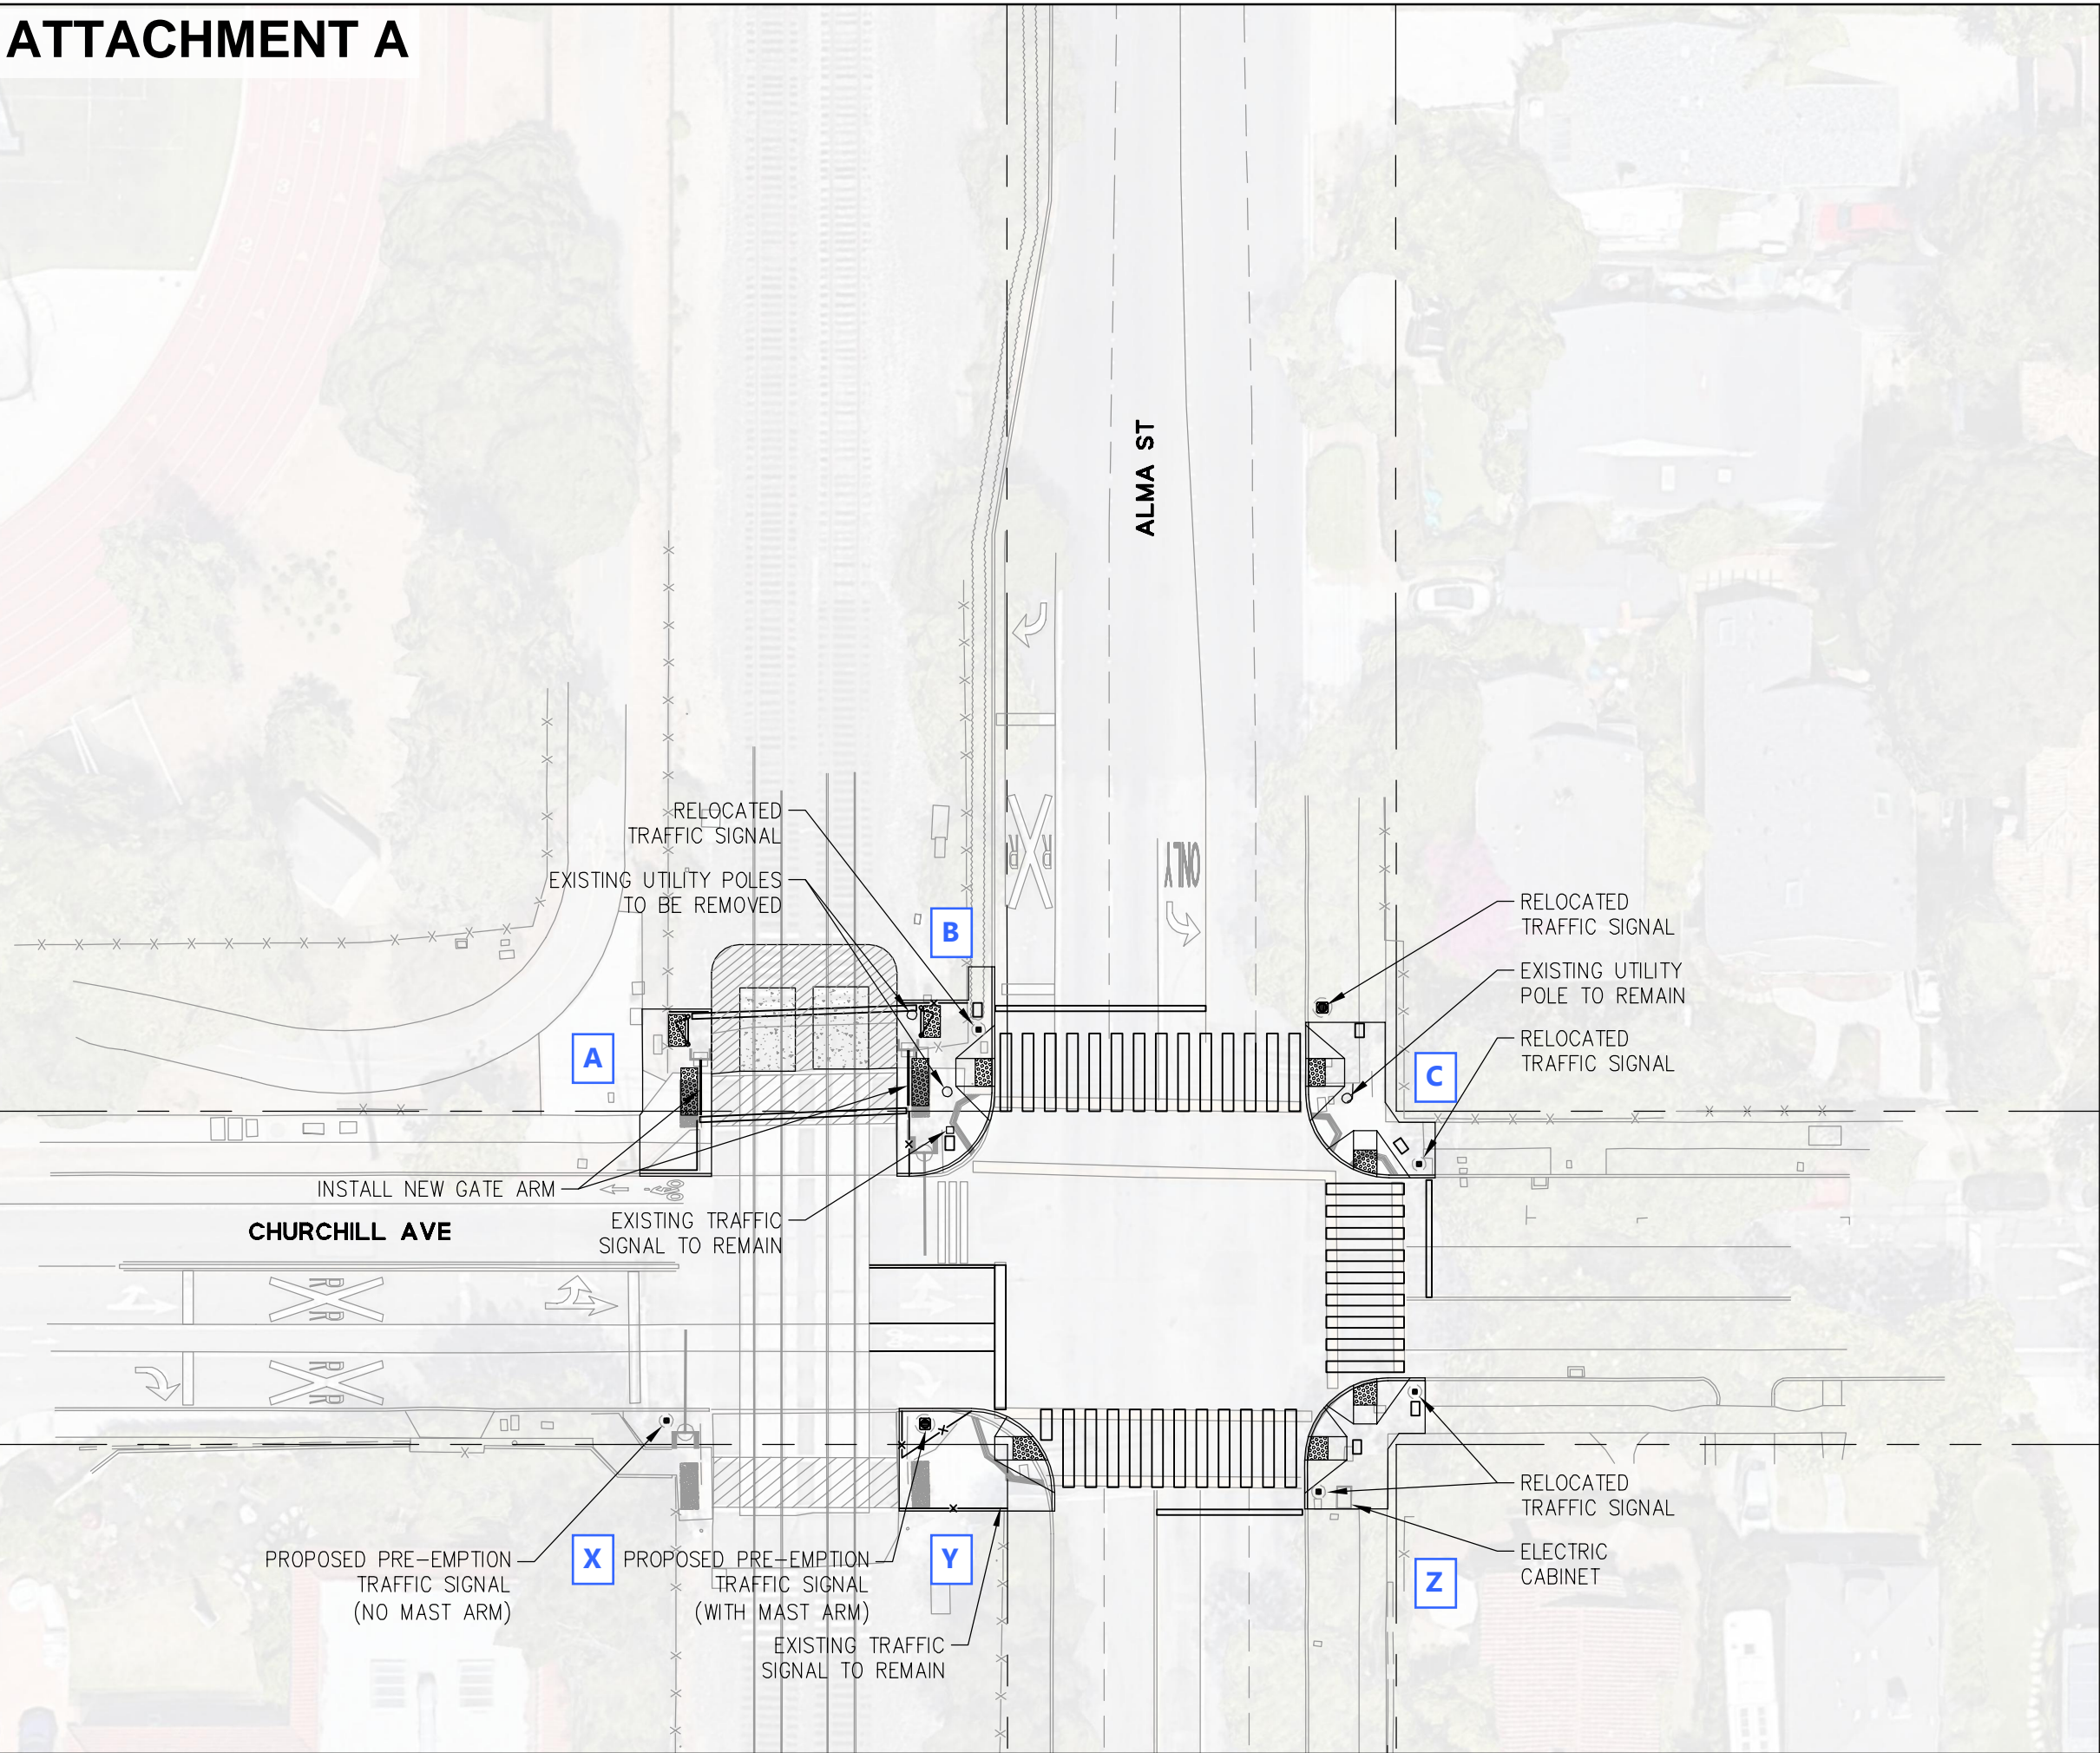 ATTACHMENT A
ALMA ST
RELOCATED
TRAFFIC SIGNAL
EXISTING UTILITY POLES
TO BE REMOVED
B
R R
ONLY
RELOCATED
TRAFFIC SIGNAL
EXISTING UTILITY
POLE TO REMAIN
RELOCATED
TRAFFIC SIGNAL
A
C
INSTALL NEW GATE ARM
CHURCHILL AVE
EXISTING TRAFFIC
SIGNAL TO REMAIN
R R
R R
RELOCATED
TRAFFIC SIGNAL
ELECTRIC
CABINET
PROPOSED PRE-EMPTION
TRAFFIC SIGNAL
(NO MAST ARM)
X
PROPOSED PRE-EMPTION
TRAFFIC SIGNAL
(WITH MAST ARM)
Y
Z
EXISTING TRAFFIC
SIGNAL TO REMAIN